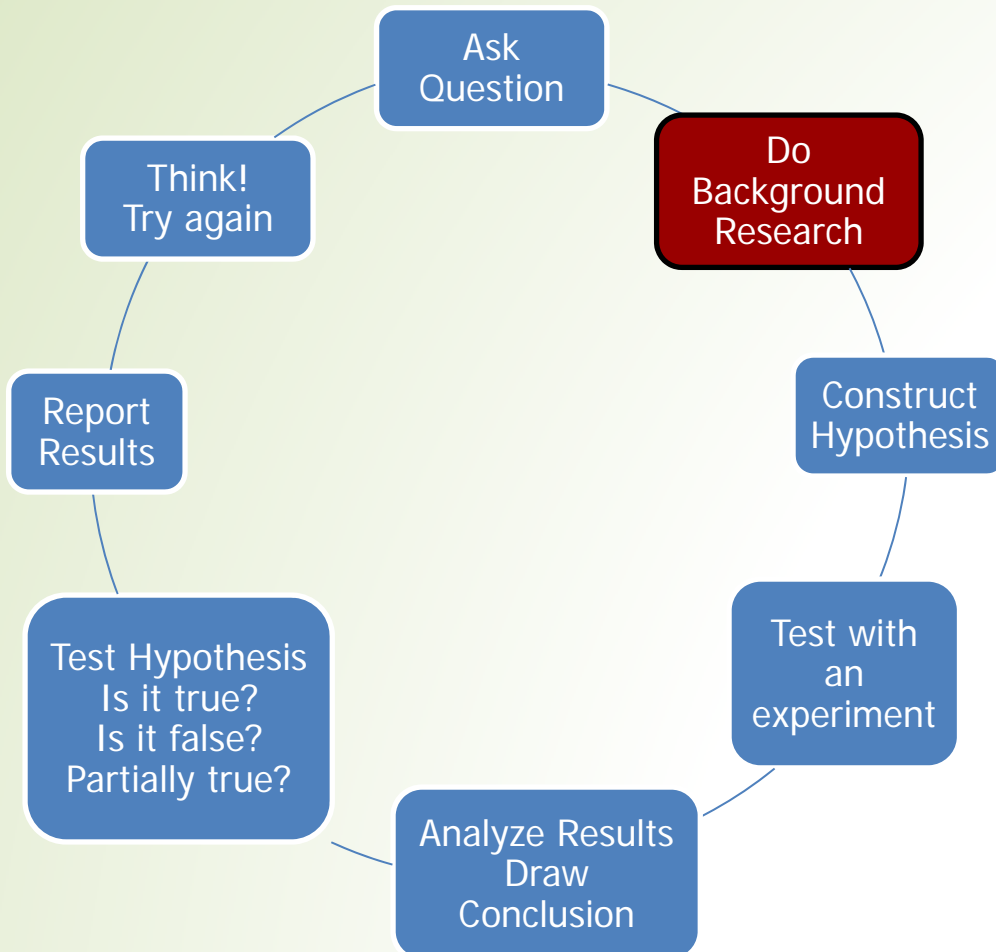 Ask
Question
Do
Background
Research
Construct
Hypothesis
Test with
an
experiment
Analyze Results
Draw
Conclusion
Test Hypothesis
Is it true?
Is it false?
Partially true?
Report
Results
Think!
Try again